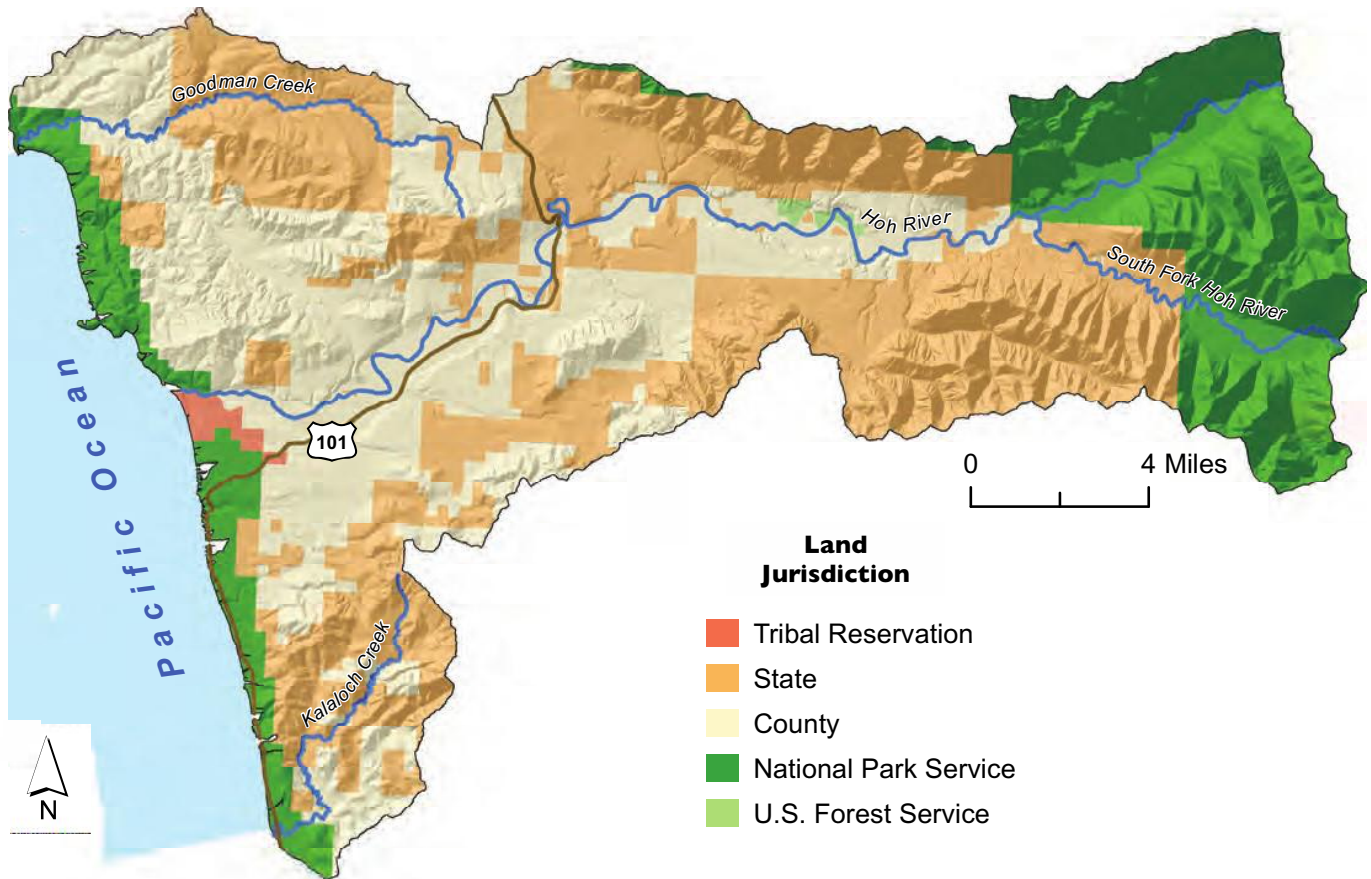 Goodman Creek
Hoh River
South Fork Hoh River
Pacific Ocean
101
0 4 Miles
Kalaloch Creek
Land
Jurisdiction
Tribal Reservation
State
County
National Park Service
U.S. Forest Service
N